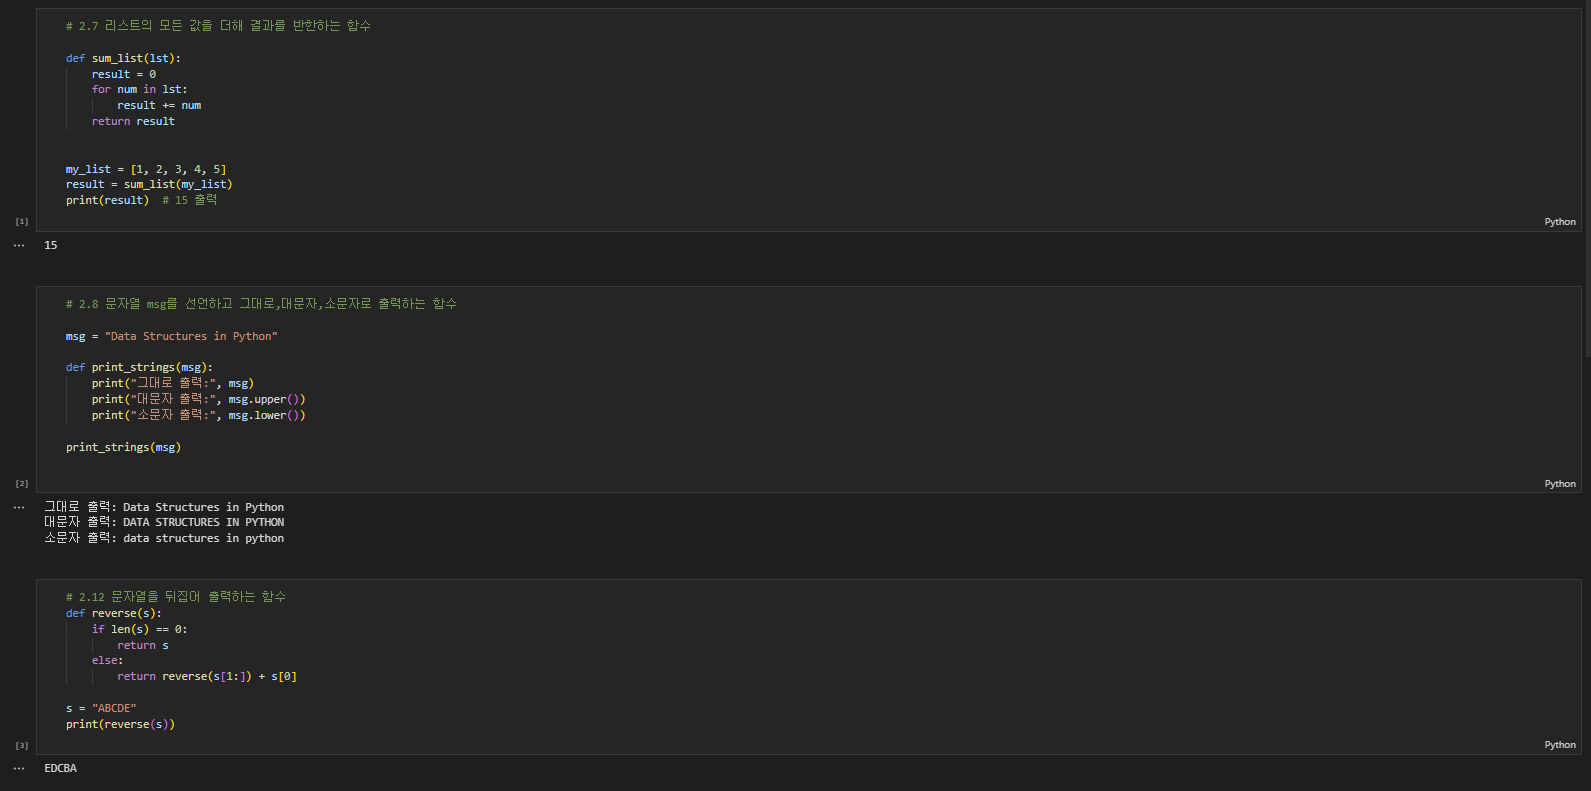 # 2.7 리스트의 모든 값을 더해 결과를 반환하는 함수
def sum_list(lst):
result = 0
for num in lst:
result += num
return result
my_list = [1, 2, 3, 4, 5]
result = sum_list(my_list)
print(result)  # 15 출력
[1]
Python
15
# 2.8 문자열 msg를 선언하고 그대로,대문자,소문자로 출력하는 함수
msg = "Data Structures in Python"
def print_strings(msg):
print("그대로 출력:", msg)
print("대문자 출력:", msg.upper())
print("소문자 출력:", msg.lower())
print_strings(msg)
[2]
Python
그대로 출력: Data Structures in Python
대문자 출력: DATA STRUCTURES IN PYTHON
소문자 출력: data structures in python
# 2.12 문자열을 뒤집어 출력하는 함수
def reverse(s):
if len(s) == 0:
return s
else:
return reverse(s[1:]) + s[0]
s = "ABCDE"
print(reverse(s))
[3]
Python
EDCBA